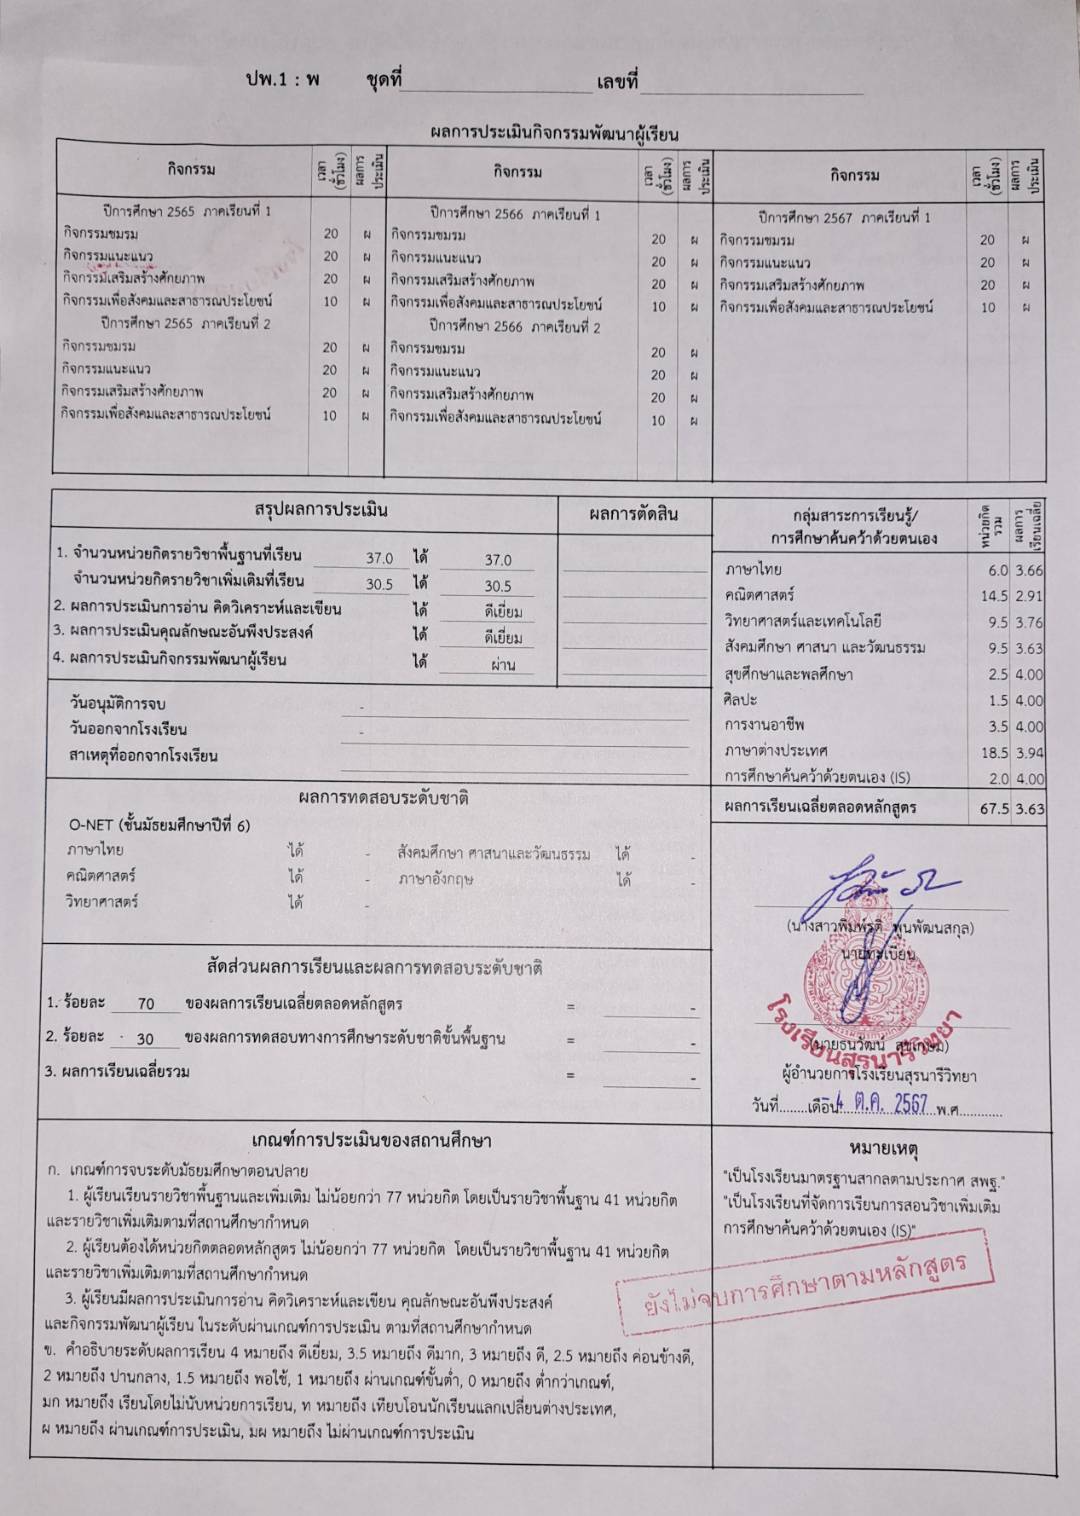 ปพ.1 : พ ชุดที่ เลขที่
ผลการประเมินกิจกรรมพัฒนาผู้เรียน
กิจกรรม เวลา (ชั่วโมง) ผลการประเมิน กิจกรรม เวลา (ชั่วโมง) ผลการประเมิน กิจกรรม เวลา (ชั่วโมง) ผลการประเมิน
ปีการศึกษา 2565 ภาคเรียนที่ 1 ปีการศึกษา 2566 ภาคเรียนที่ 1 ปีการศึกษา 2567 ภาคเรียนที่ 1
กิจกรรมชมรม 20 ผ กิจกรรมชมรม 20 ผ กิจกรรมชมรม 20 ผ
กิจกรรมแนะแนว 20 ผ กิจกรรมแนะแนว 20 ผ กิจกรรมแนะแนว 20 ผ
กิจกรรมเสริมสร้างศักยภาพ 20 ผ กิจกรรมเสริมสร้างศักยภาพ 20 ผ กิจกรรมเสริมสร้างศักยภาพ 20 ผ
กิจกรรมเพื่อสังคมและสาธารณประโยชน์ 10 ผ กิจกรรมเพื่อสังคมและสาธารณประโยชน์ 10 ผ กิจกรรมเพื่อสังคมและสาธารณประโยชน์ 10 ผ
ปีการศึกษา 2565 ภาคเรียนที่ 2 ปีการศึกษา 2566 ภาคเรียนที่ 2
กิจกรรมชมรม 20 ผ กิจกรรมชมรม 20 ผ
กิจกรรมแนะแนว 20 ผ กิจกรรมแนะแนว 20 ผ
กิจกรรมเสริมสร้างศักยภาพ 20 ผ กิจกรรมเสริมสร้างศักยภาพ 20 ผ
กิจกรรมเพื่อสังคมและสาธารณประโยชน์ 10 ผ กิจกรรมเพื่อสังคมและสาธารณประโยชน์ 10 ผ
สรุปผลการประเมิน ผลการตัดสิน
1. จำนวนหน่วยกิตรายวิชาพื้นฐานที่เรียน 37.0 ได้ 37.0
จำนวนหน่วยกิตรายวิชาเพิ่มเติมที่เรียน 30.5 ได้ 30.5
2. ผลการประเมินการอ่าน คิดวิเคราะห์และเขียน ได้ ดีเยี่ยม
3. ผลการประเมินคุณลักษณะอันพึงประสงค์ ได้ ดีเยี่ยม
4. ผลการประเมินกิจกรรมพัฒนาผู้เรียน ได้ ผ่าน
วันอนุมัติการจบ -
วันออกจากโรงเรียน -
สาเหตุที่ออกจากโรงเรียน
ผลการทดสอบระดับชาติ
O-NET (ชั้นมัธยมศึกษาปีที่ 6)
ภาษาไทย ได้ - สังคมศึกษา ศาสนาและวัฒนธรรม ได้ -
คณิตศาสตร์ ได้ - ภาษาอังกฤษ ได้ -
วิทยาศาสตร์ ได้ -
สัดส่วนผลการเรียนและผลการทดสอบระดับชาติ
1. ร้อยละ 70 ของผลการเรียนเฉลี่ยตลอดหลักสูตร = -
2. ร้อยละ 30 ของผลการทดสอบทางการศึกษาระดับชาติขั้นพื้นฐาน = -
3. ผลการเรียนเฉลี่ยรวม = -
กลุ่มสาระการเรียนรู้/ การศึกษาค้นคว้าด้วยตนเอง หน่วยกิตรวม ผลการเรียนเฉลี่ย
ภาษาไทย 6.0 3.66
คณิตศาสตร์ 14.5 2.91
วิทยาศาสตร์และเทคโนโลยี 9.5 3.76
สังคมศึกษา ศาสนา และวัฒนธรรม 9.5 3.63
สุขศึกษาและพลศึกษา 2.5 4.00
ศิลปะ 1.5 4.00
การงานอาชีพ 3.5 4.00
ภาษาต่างประเทศ 18.5 3.94
การศึกษาค้นคว้าด้วยตนเอง (IS) 2.0 4.00
ผลการเรียนเฉลี่ยตลอดหลักสูตร 67.5 3.63
(นางสาวพิมพ์รติ พูนพัฒนสกุล)
นายทะเบียน
โรงเรียนสุรนารีวิทยา
(นายธนวัฒน์ สุขเกษม)
ผู้อำนวยการโรงเรียนสุรนารีวิทยา
วันที่........เดือน 4 ต.ค. 2567 พ.ศ...........
เกณฑ์การประเมินของสถานศึกษา
ก. เกณฑ์การจบระดับมัธยมศึกษาตอนปลาย
1. ผู้เรียนเรียนรายวิชาพื้นฐานและเพิ่มเติม ไม่น้อยกว่า 77 หน่วยกิต โดยเป็นรายวิชาพื้นฐาน 41 หน่วยกิต
และรายวิชาเพิ่มเติมตามที่สถานศึกษากำหนด
2. ผู้เรียนต้องได้หน่วยกิตตลอดหลักสูตร ไม่น้อยกว่า 77 หน่วยกิต โดยเป็นรายวิชาพื้นฐาน 41 หน่วยกิต
และรายวิชาเพิ่มเติมตามที่สถานศึกษากำหนด
3. ผู้เรียนมีผลการประเมินการอ่าน คิดวิเคราะห์และเขียน คุณลักษณะอันพึงประสงค์
และกิจกรรมพัฒนาผู้เรียน ในระดับผ่านเกณฑ์การประเมิน ตามที่สถานศึกษากำหนด
ข. คำอธิบายระดับผลการเรียน 4 หมายถึง ดีเยี่ยม, 3.5 หมายถึง ดีมาก, 3 หมายถึง ดี, 2.5 หมายถึง ค่อนข้างดี,
2 หมายถึง ปานกลาง, 1.5 หมายถึง พอใช้, 1 หมายถึง ผ่านเกณฑ์ขั้นต่ำ, 0 หมายถึง ต่ำกว่าเกณฑ์,
มก หมายถึง เรียนโดยไม่นับหน่วยการเรียน, ท หมายถึง เทียบโอนนักเรียนแลกเปลี่ยนต่างประเทศ,
ผ หมายถึง ผ่านเกณฑ์การประเมิน, มผ หมายถึง ไม่ผ่านเกณฑ์การประเมิน
หมายเหตุ
"เป็นโรงเรียนมาตรฐานสากลตามประกาศ สพฐ."
"เป็นโรงเรียนที่จัดการเรียนการสอนวิชาเพิ่มเติม
การศึกษาค้นคว้าด้วยตนเอง (IS)"
ยังไม่จบการศึกษาตามหลักสูตร